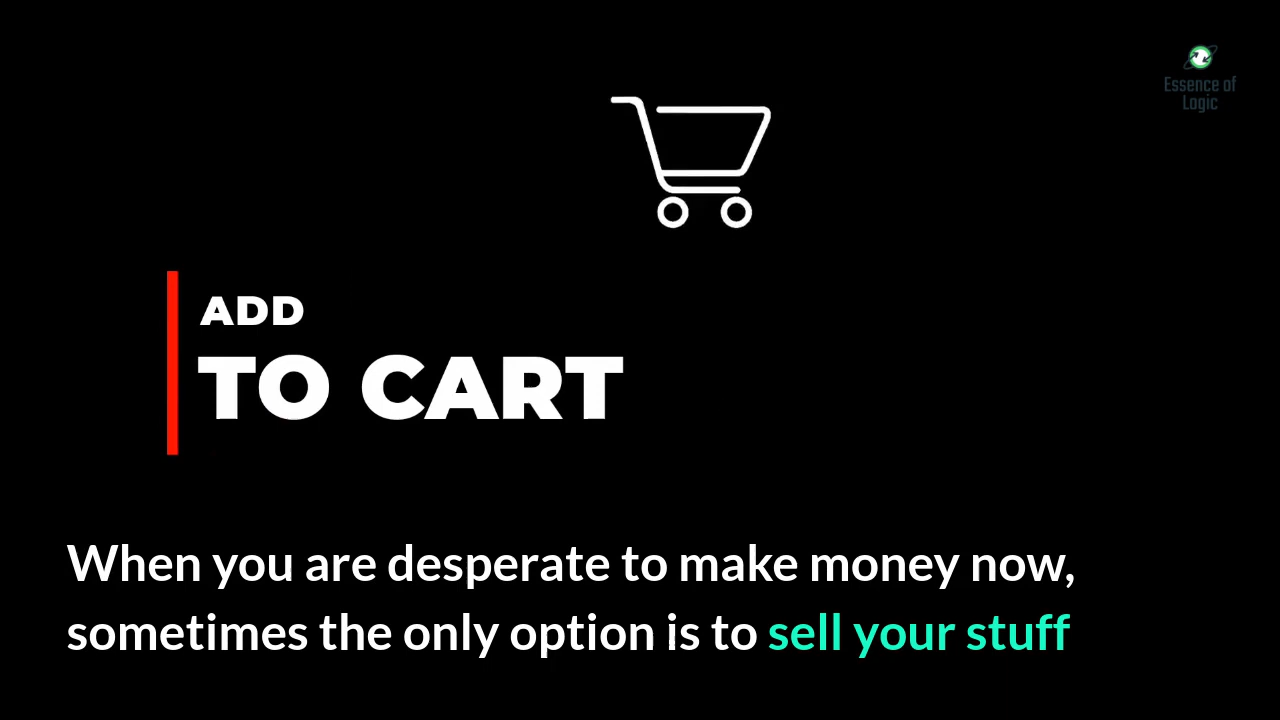 Essence of
Logic
ADD
TO CART
When you are desperate to make money now,
sometimes the only option is to sell your stuff